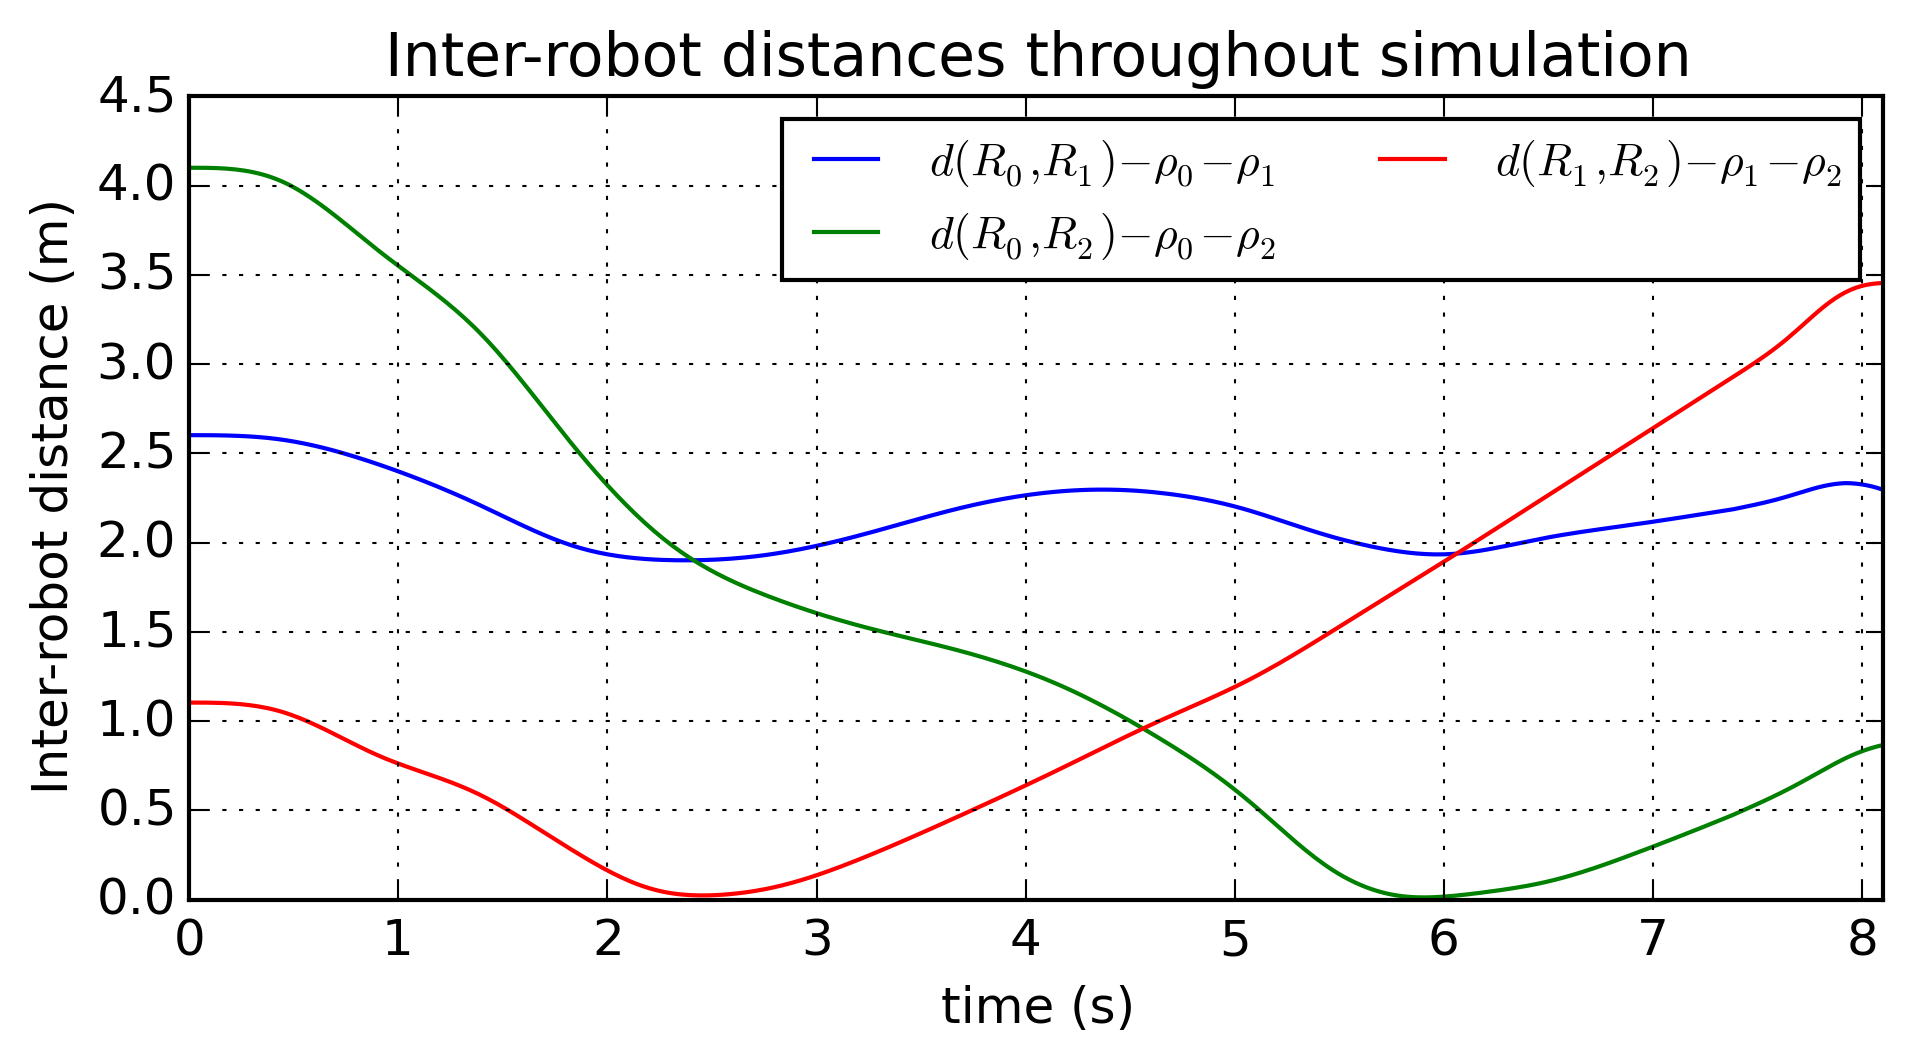 Inter-robot distances throughout simulation
4.5
4.0
3.5
3.0
2.5
2.0
1.5
1.0
0.5
0.0
Inter-robot distance (m)
d(R₀,R₁)−ρ₀−ρ₁
d(R₀,R₂)−ρ₀−ρ₂
d(R₁,R₂)−ρ₁−ρ₂
0 1 2 3 4 5 6 7 8
time (s)